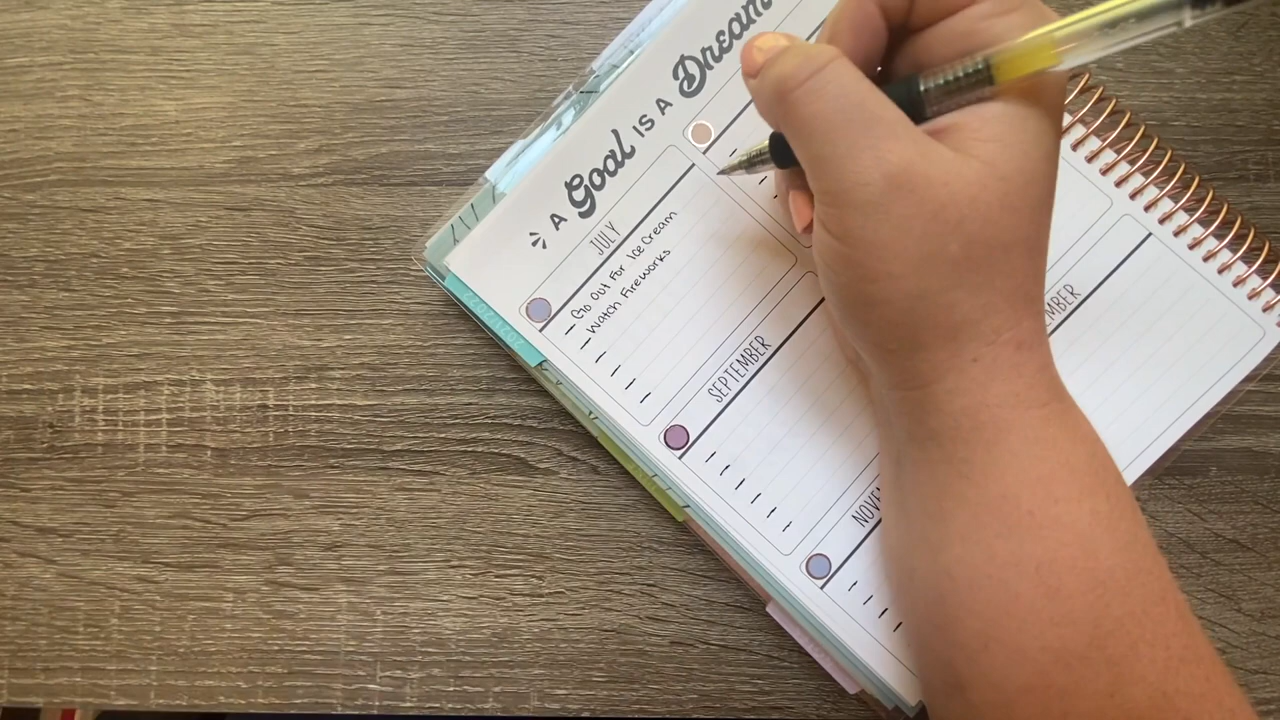 A Goal IS A Dream
JULY
– Go Out For Ice Cream
– Watch Fireworks
SEPTEMBER